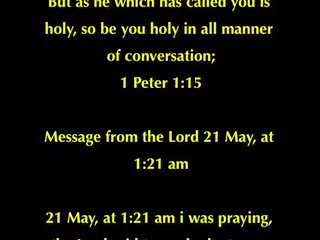 But as he which has called you is
holy, so be you holy in all manner
of conversation;
1 Peter 1:15
Message from the Lord 21 May, at
1:21 am
21 May, at 1:21 am i was praying,